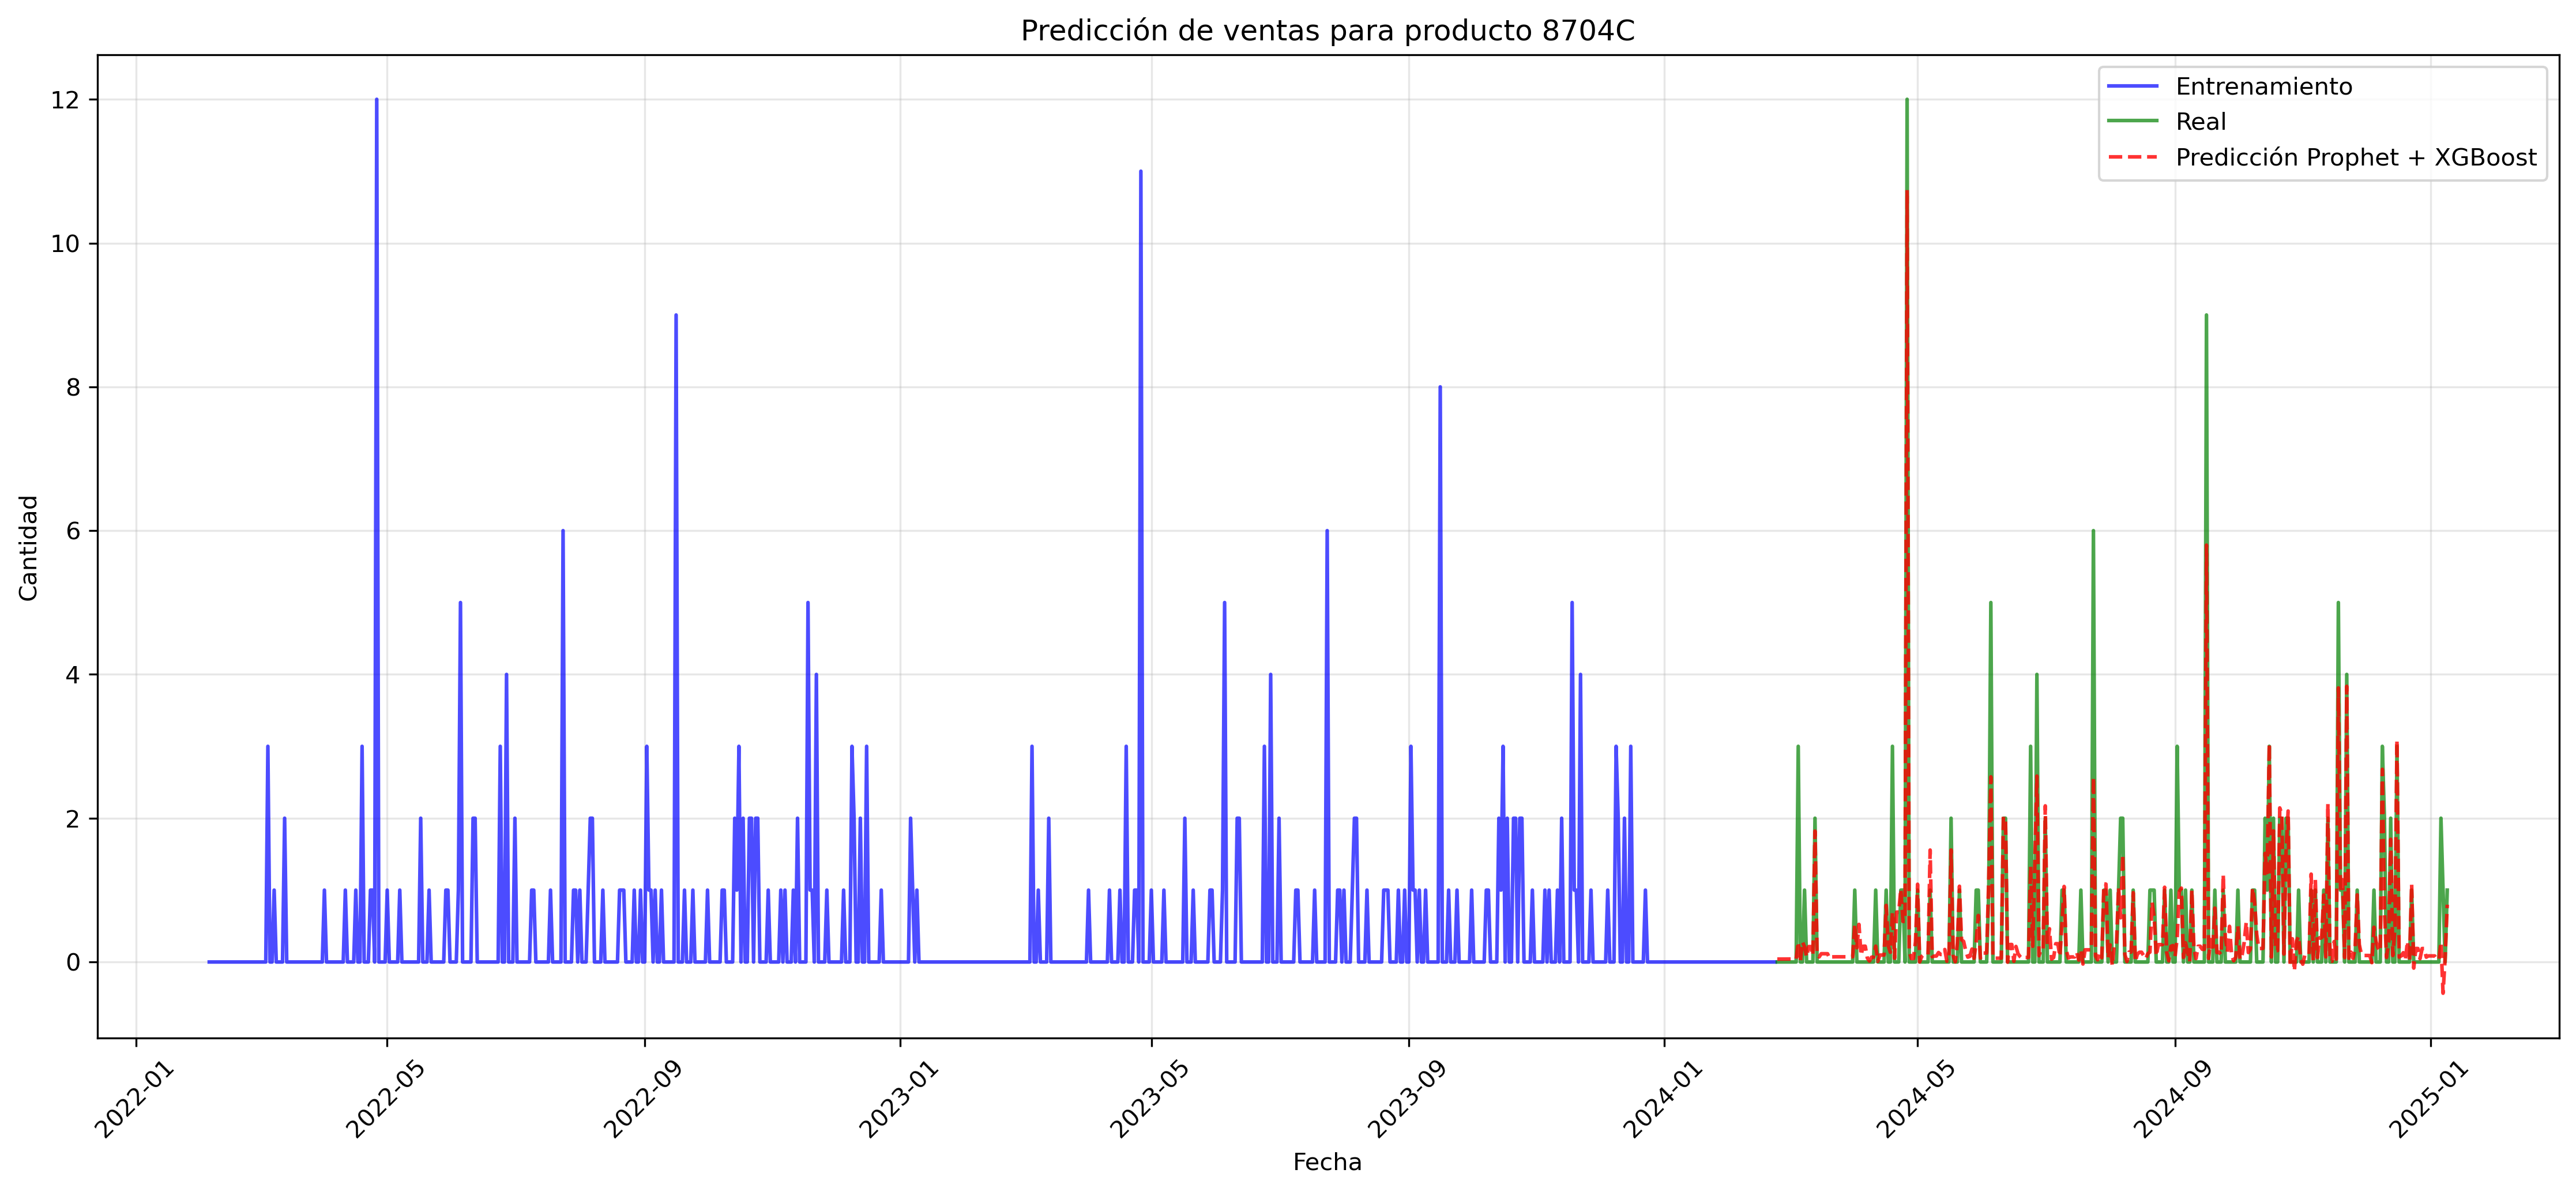 Predicción de ventas para producto 8704C
Entrenamiento
Real
Predicción Prophet + XGBoost
12
10
8
6
4
2
0
Cantidad
2022-01
2022-05
2022-09
2023-01
2023-05
2023-09
2024-01
2024-05
2024-09
2025-01
Fecha